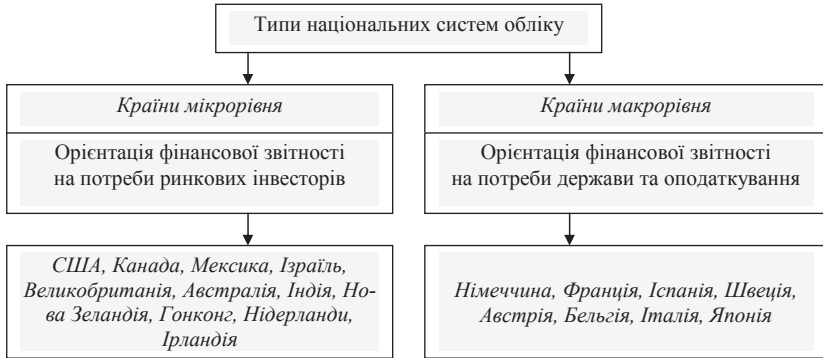 Типи національних систем обліку
Країни мікрорівня
Орієнтація фінансової звітності
на потреби ринкових інвесторів
США, Канада, Мексика, Ізраїль,
Великобританія, Австралія, Індія, Но-
ва Зеландія, Гонконг, Нідерланди,
Ірландія
Країни макрорівня
Орієнтація фінансової звітності
на потреби держави та оподаткування
Німеччина, Франція, Іспанія, Швеція,
Австрія, Бельгія, Італія, Японія